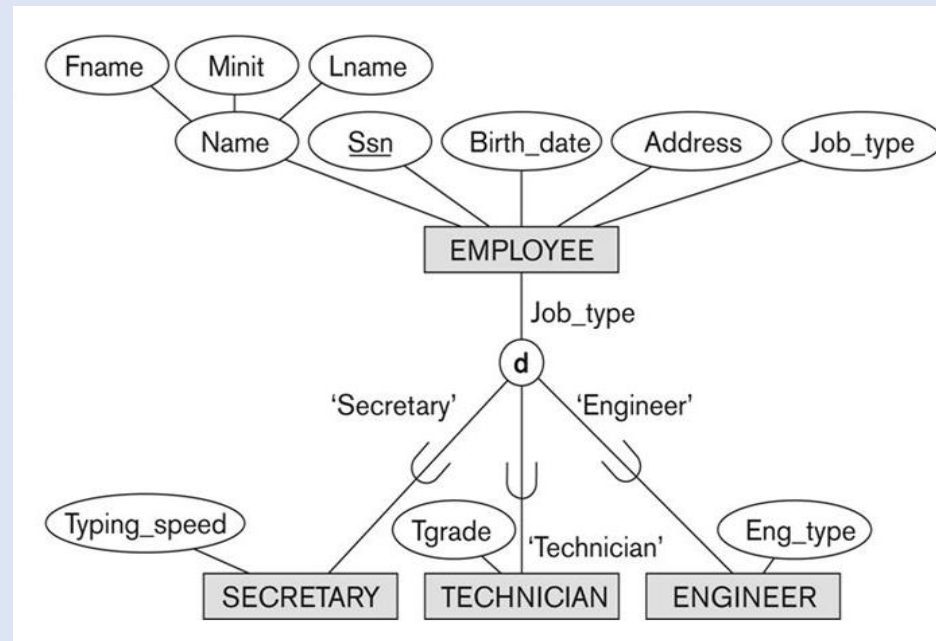 Fname Minit Lname
Name Ssn Birth_date Address Job_type
EMPLOYEE
Job_type
d
‘Secretary’ ‘Engineer’
Typing_speed Tgrade ‘Technician’ Eng_type
SECRETARY TECHNICIAN ENGINEER